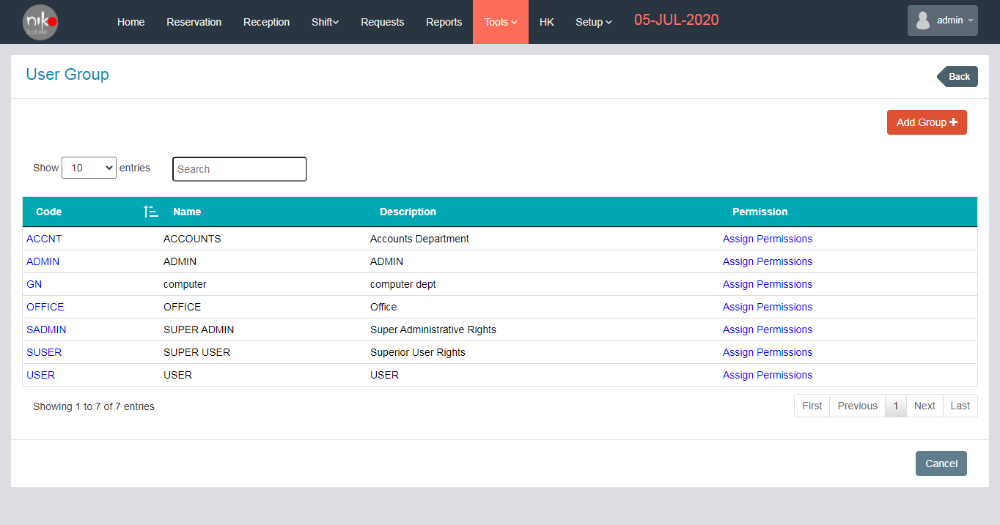 niko
hotels
Home Reservation Reception Shift Requests Reports Tools HK Setup 05-JUL-2020 admin
User Group
Back
Add Group +
Show 10 entries Search
Code Name Description Permission
ACCNT ACCOUNTS Accounts Department Assign Permissions
ADMIN ADMIN ADMIN Assign Permissions
GN computer computer dept Assign Permissions
OFFICE OFFICE Office Assign Permissions
SADMIN SUPER ADMIN Super Administrative Rights Assign Permissions
SUSER SUPER USER Superior User Rights Assign Permissions
USER USER USER Assign Permissions
Showing 1 to 7 of 7 entries First Previous 1 Next Last
Cancel